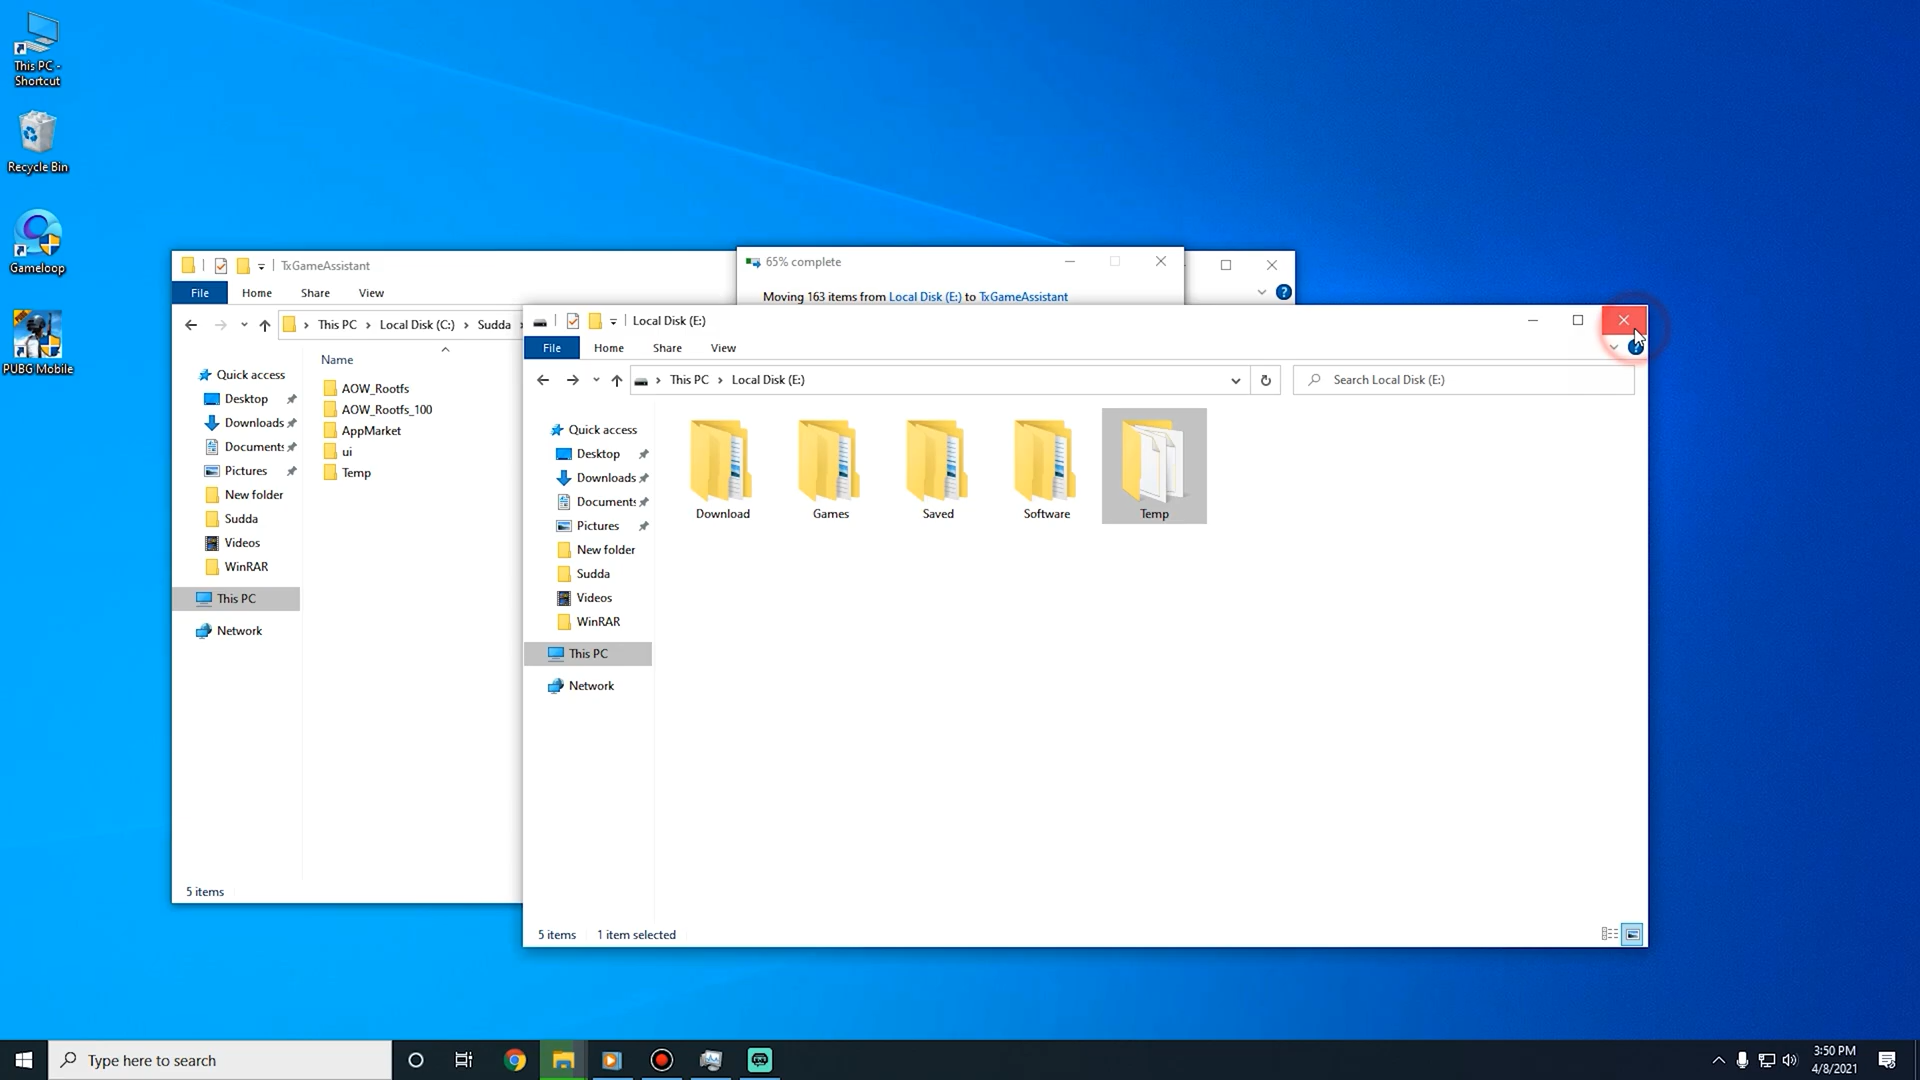 This PC -
Shortcut
Recycle Bin
Gameloop
PUBG Mobile
TxGameAssistant
File
Home
Share
View
This PC
Local Disk (C:)
Sudda
Name
Quick access
Desktop
Downloads
Document
Pictures
New folder
Sudda
Videos
WinRAR
This PC
Network
AOW_Rootfs
AOW_Rootfs_100
AppMarket
ui
Temp
5 items
65% complete
Moving 163 items from Local Disk (E:) to TxGameAssistant
Local Disk (E:)
File
Home
Share
View
This PC
Local Disk (E:)
Search Local Disk (E:)
Quick access
Desktop
Downloads
Document
Pictures
New folder
Sudda
Videos
WinRAR
This PC
Network
Download
Games
Saved
Software
Temp
5 items
1 item selected
Type here to search
3:50 PM
4/8/2021